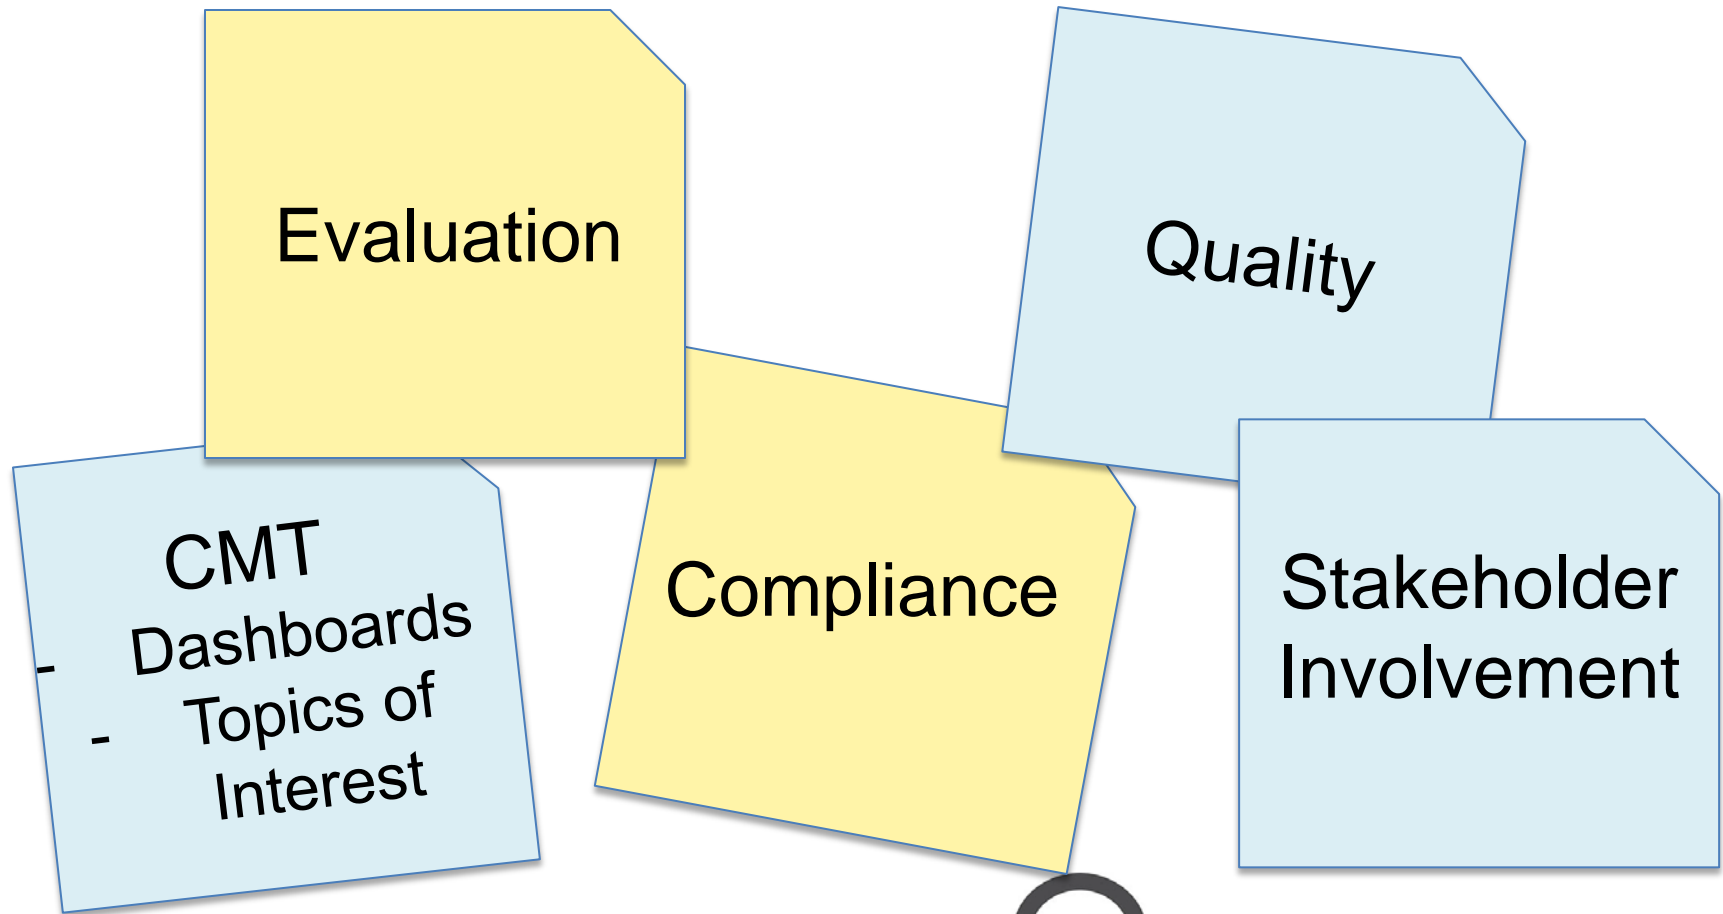 Evaluation
Quality
CMT
- Dashboards
- Topics of
Interest
Compliance
Stakeholder
Involvement